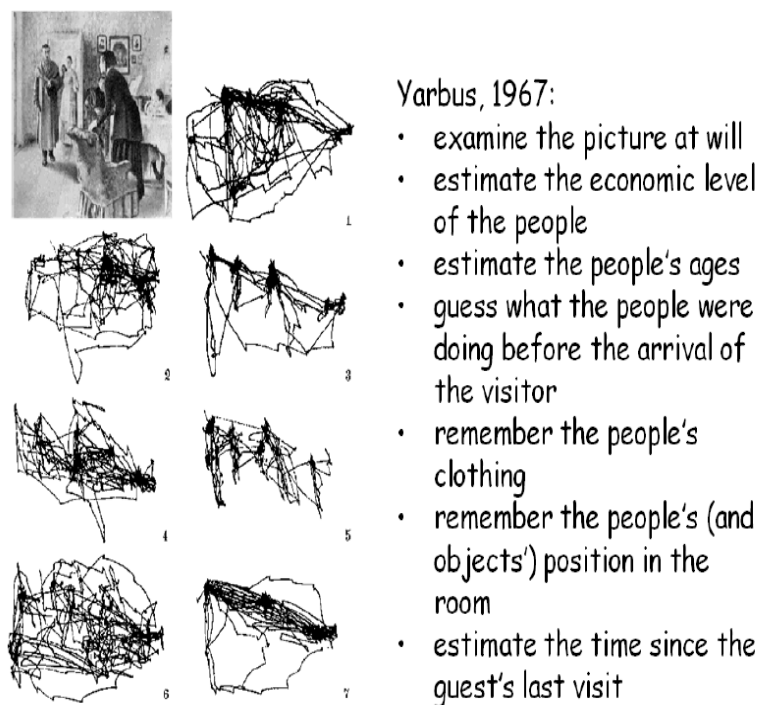 Yarbus, 1967:
• examine the picture at will
• estimate the economic level
of the people
• estimate the people's ages
• guess what the people were
doing before the arrival of
the visitor
• remember the people's
clothing
• remember the people's (and
objects') position in the
room
• estimate the time since the
guest's last visit
1
2
3
4
5
6
7